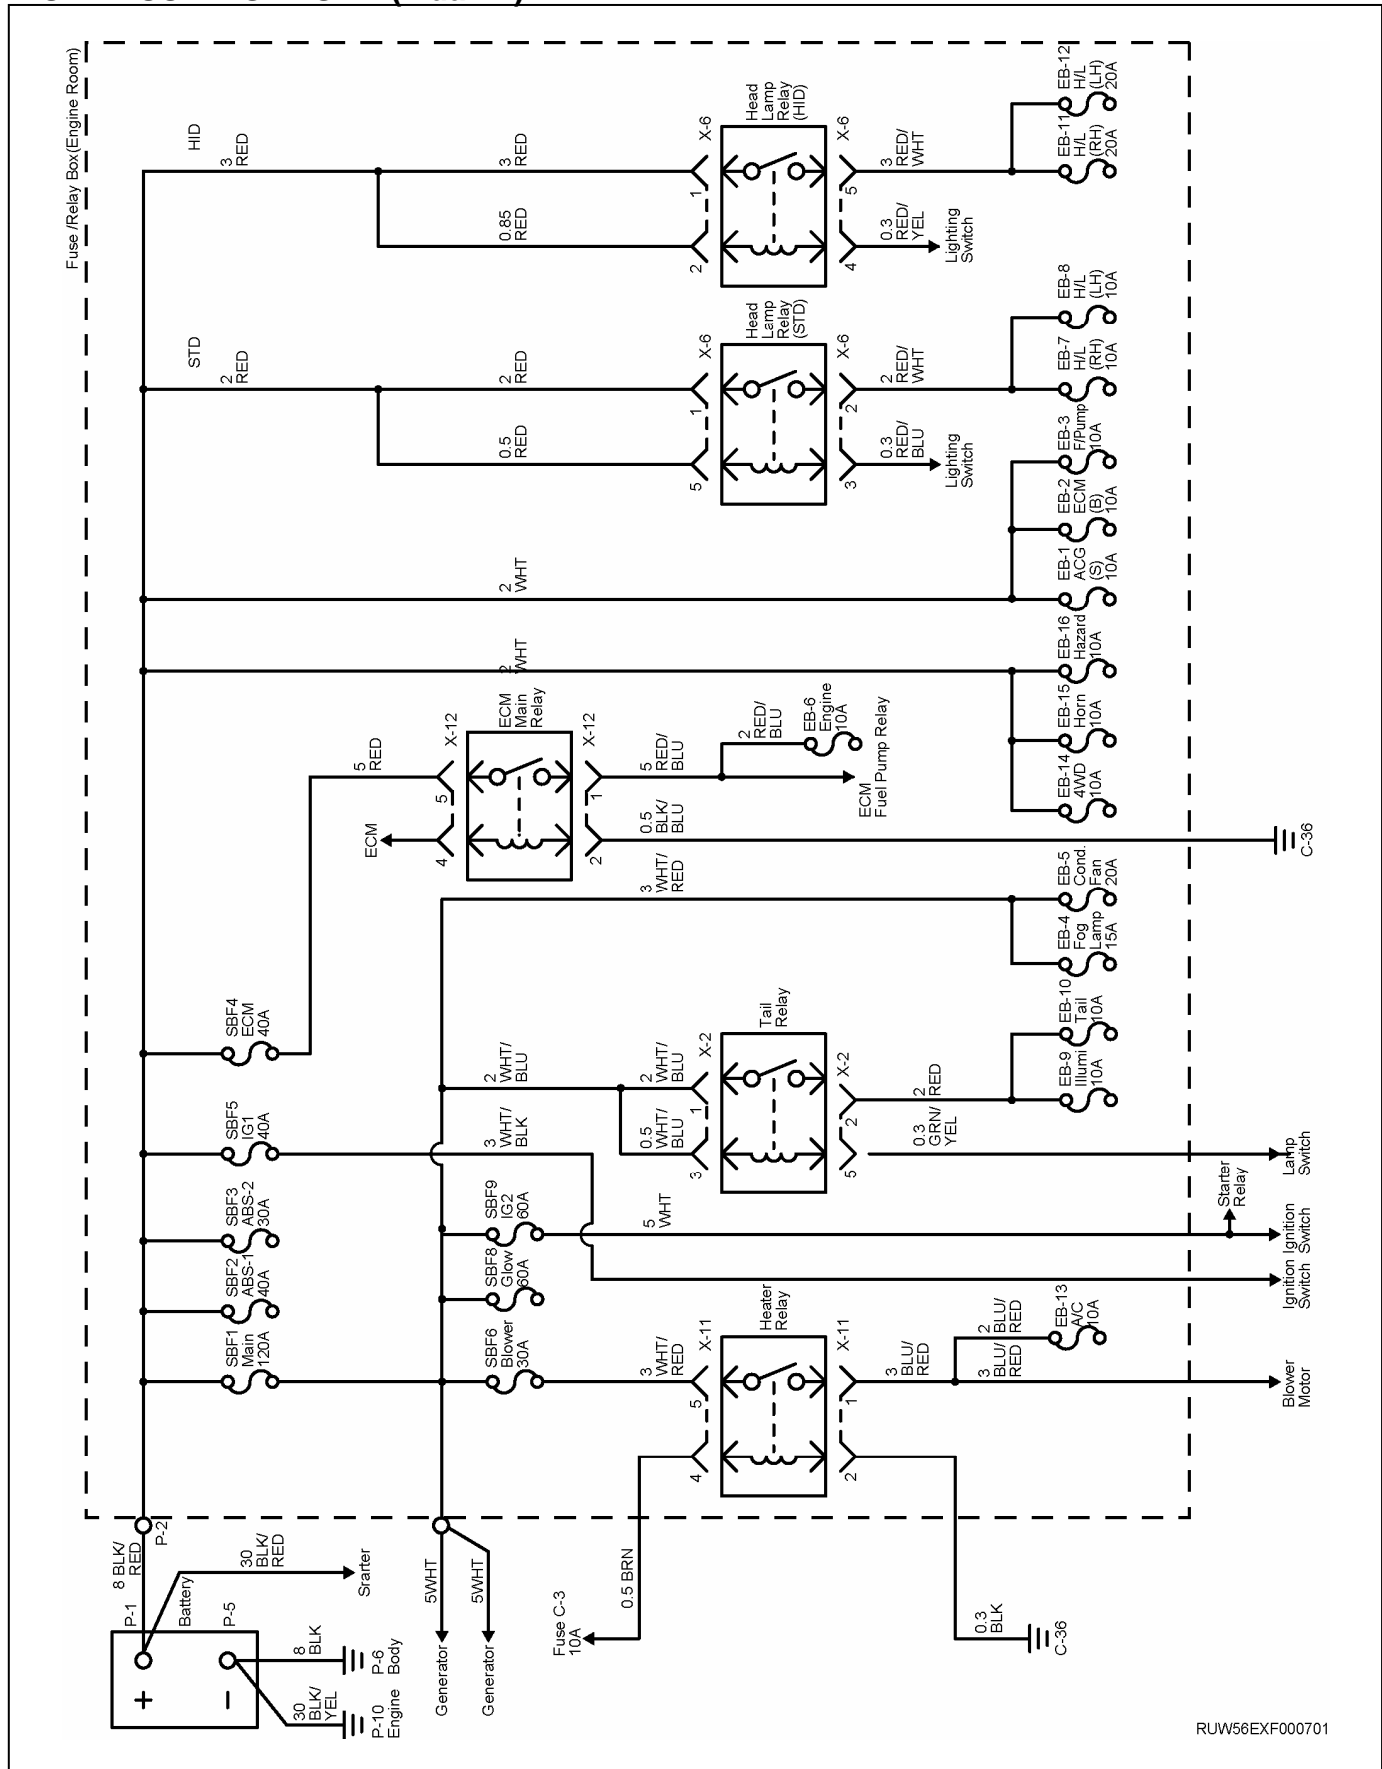 Fuse /Relay Box(Engine Room)
HID
3
RED
3
RED
0.85
RED
X-6
1
2
Head
Lamp
Relay
(HID)
X-6
5
4
3
RED/
WHT
0.3
RED/
YEL
Lighting
Switch
EB-12
H/L
(LH)
20A
EB-11
H/L
(RH)
20A
STD
2
RED
2
RED
0.5
RED
X-6
1
5
Head
Lamp
Relay
(STD)
X-6
2
3
2
RED/
WHT
0.3
RED/
BLU
Lighting
Switch
EB-8
H/L
(LH)
10A
EB-7
H/L
(RH)
10A
EB-3
F/Pump
10A
EB-2
ECM
(B)
10A
EB-1
ACG
(S)
10A
2
WHT
2
WHT
EB-16
Hazard
10A
EB-15
Horn
10A
EB-14
4WD
10A
5
RED
ECM
X-12
5
4
ECM
Main
Relay
X-12
1
2
5
RED/
BLU
0.5
BLK/
BLU
2
RED/
BLU
EB-6
Engine
10A
ECM
Fuel Pump Relay
C-36
3
WHT/
RED
EB-5
Cond.
Fan
20A
EB-4
Fog
Lamp
15A
SBF4
ECM
40A
SBF5
IG1
40A
SBF3
ABS-2
30A
SBF2
ABS-1
40A
SBF1
Main
120A
2
WHT/
BLU
3
WHT/
BLK
2
WHT/
BLU
0.5
WHT/
BLU
X-2
1
3
Tail
Relay
X-2
2
5
2
RED
0.3
GRN/
YEL
EB-10
Tail
10A
EB-9
Illumi
10A
Lamp
Switch
SBF9
IG2
60A
SBF8
Glow
60A
SBF6
Blower
30A
5
WHT
Starter
Relay
Ignition
Switch
Ignition
Switch
3
WHT/
RED
X-11
5
4
Heater
Relay
X-11
1
2
3
BLU/
RED
2
BLU/
RED
3
BLU/
RED
EB-13
A/C
10A
Blower
Motor
P-2
8 BLK/
RED
30
BLK/
RED
Srarter
P-1
Battery
P-5
+
−
8
BLK
P-6
Body
30
BLK/
YEL
P-10
Engine
5WHT
Generator
5WHT
Generator
0.5 BRN
Fuse C-3
10A
0.3
BLK
C-36
RUW56EXF000701